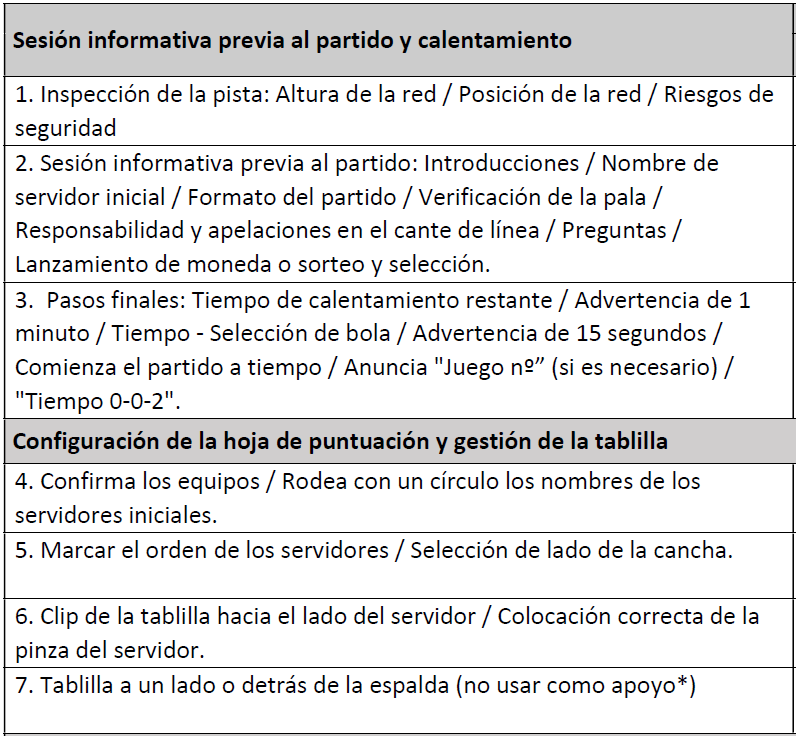 Sesión informativa previa al partido y calentamiento
1. Inspección de la pista: Altura de la red / Posición de la red / Riesgos de
seguridad
2. Sesión informativa previa al partido: Introducciones / Nombre de
servidor inicial / Formato del partido / Verificación de la pala /
Responsabilidad y apelaciones en el cante de línea / Preguntas /
Lanzamiento de moneda o sorteo y selección.
3.  Pasos finales: Tiempo de calentamiento restante / Advertencia de 1
minuto / Tiempo - Selección de bola / Advertencia de 15 segundos /
Comienza el partido a tiempo / Anuncia "Juego nº” (si es necesario) /
"Tiempo 0-0-2".
Configuración de la hoja de puntuación y gestión de la tablilla
4. Confirma los equipos / Rodea con un círculo los nombres de los
servidores iniciales.
5. Marcar el orden de los servidores / Selección de lado de la cancha.
6. Clip de la tablilla hacia el lado del servidor / Colocación correcta de la
pinza del servidor.
7. Tablilla a un lado o detrás de la espalda (no usar como apoyo*)